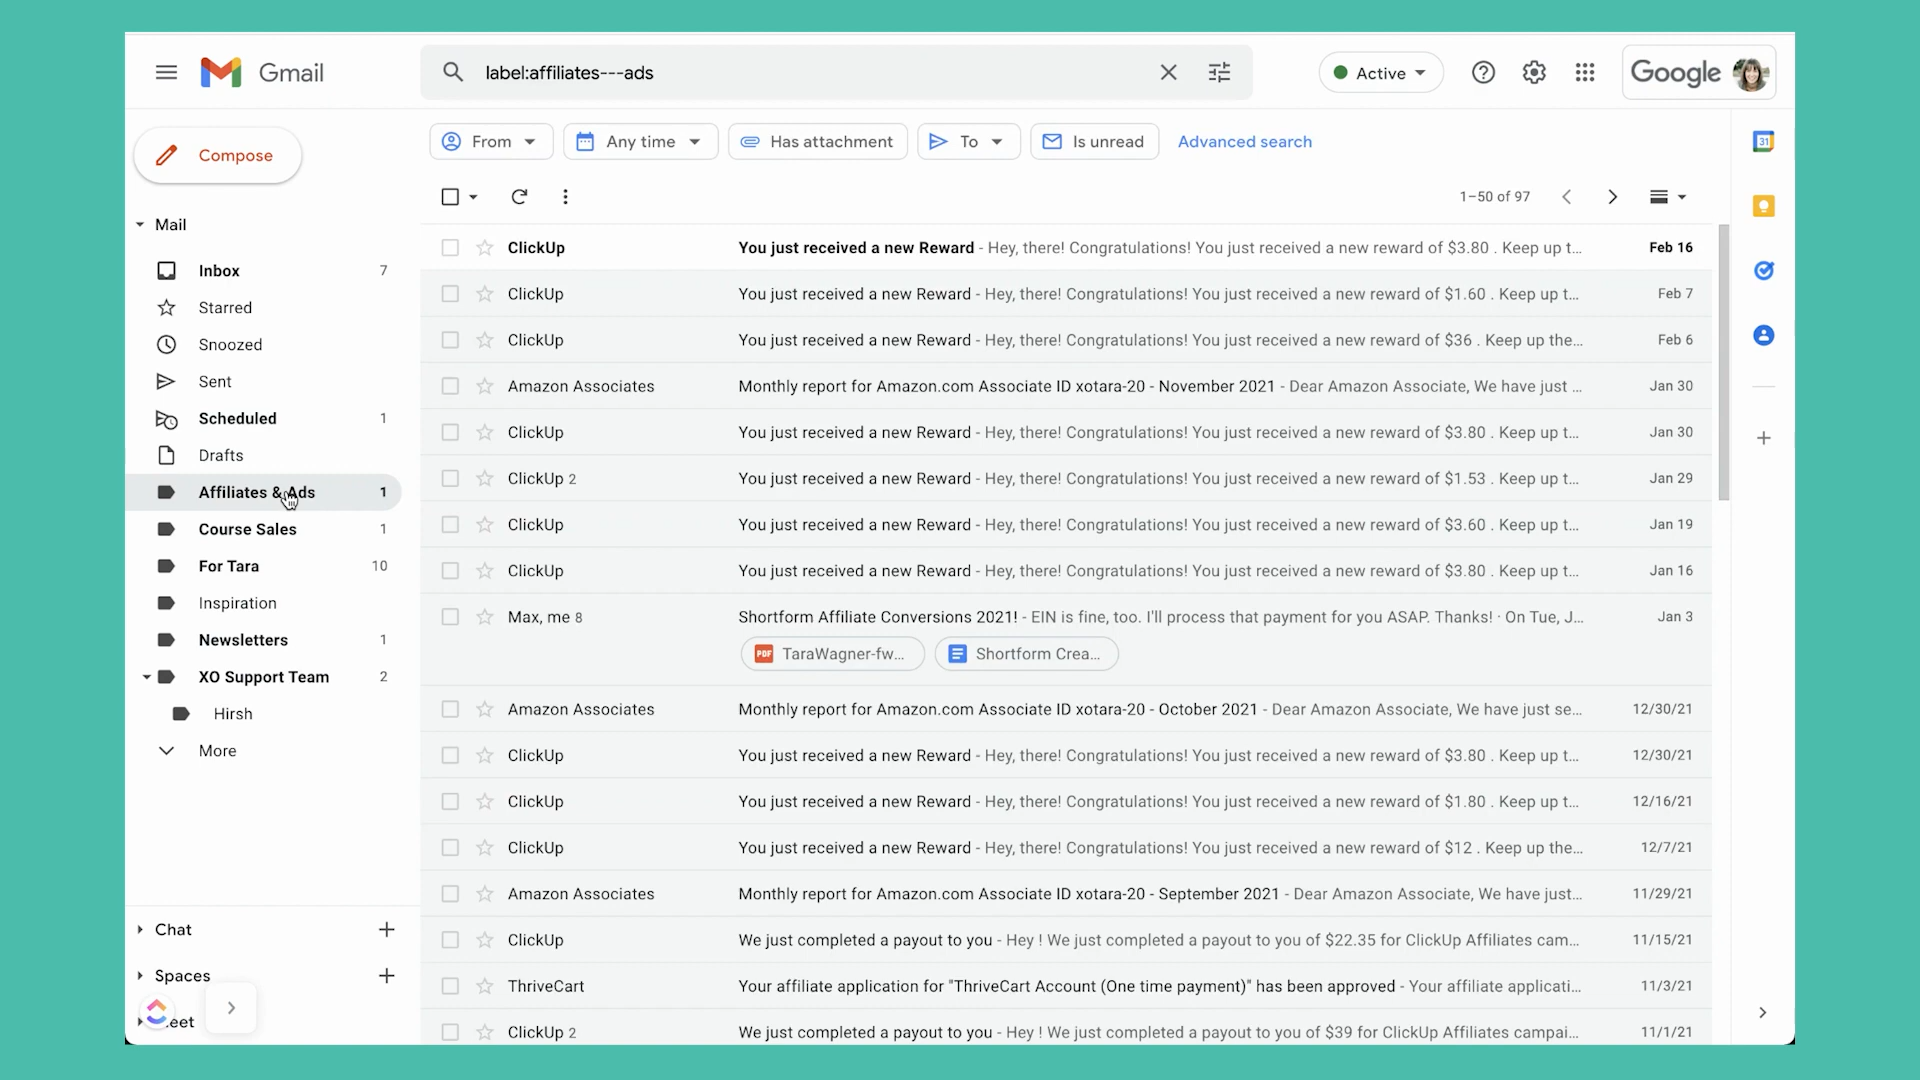 Gmail
label:affiliates---ads
Active
Google
Compose
From
Any time
Has attachment
To
Is unread
Advanced search
31
1–50 of 97
Mail
Inbox 7
Starred
Snoozed
Sent
Scheduled 1
Drafts
Affiliates & Ads 1
Course Sales 1
For Tara 10
Inspiration
Newsletters 1
XO Support Team 2
Hirsh
More
Chat
Spaces
eet
ClickUp You just received a new Reward - Hey, there! Congratulations! You just received a new reward of $3.80 . Keep up t... Feb 16
ClickUp You just received a new Reward - Hey, there! Congratulations! You just received a new reward of $1.60 . Keep up t... Feb 7
ClickUp You just received a new Reward - Hey, there! Congratulations! You just received a new reward of $36 . Keep up the... Feb 6
Amazon Associates Monthly report for Amazon.com Associate ID xotara-20 - November 2021 - Dear Amazon Associate, We have just ... Jan 30
ClickUp You just received a new Reward - Hey, there! Congratulations! You just received a new reward of $3.80 . Keep up t... Jan 30
ClickUp 2 You just received a new Reward - Hey, there! Congratulations! You just received a new reward of $1.53 . Keep up t... Jan 29
ClickUp You just received a new Reward - Hey, there! Congratulations! You just received a new reward of $3.60 . Keep up t... Jan 19
ClickUp You just received a new Reward - Hey, there! Congratulations! You just received a new reward of $3.80 . Keep up t... Jan 16
Max, me 8 Shortform Affiliate Conversions 2021! - EIN is fine, too. I'll process that payment for you ASAP. Thanks! · On Tue, J... Jan 3
PDF TaraWagner-fw... Shortform Crea...
Amazon Associates Monthly report for Amazon.com Associate ID xotara-20 - October 2021 - Dear Amazon Associate, We have just se... 12/30/21
ClickUp You just received a new Reward - Hey, there! Congratulations! You just received a new reward of $3.80 . Keep up t... 12/30/21
ClickUp You just received a new Reward - Hey, there! Congratulations! You just received a new reward of $1.80 . Keep up t... 12/16/21
ClickUp You just received a new Reward - Hey, there! Congratulations! You just received a new reward of $12 . Keep up the... 12/7/21
Amazon Associates Monthly report for Amazon.com Associate ID xotara-20 - September 2021 - Dear Amazon Associate, We have just... 11/29/21
ClickUp We just completed a payout to you - Hey ! We just completed a payout to you of $22.35 for ClickUp Affiliates cam... 11/15/21
ThriveCart Your affiliate application for "ThriveCart Account (One time payment)" has been approved - Your affiliate applicati... 11/3/21
ClickUp 2 We just completed a payout to you - Hey ! We just completed a payout to you of $39 for ClickUp Affiliates campai... 11/1/21